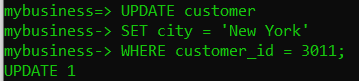 mybusiness=> UPDATE customer
mybusiness-> SET city = 'New York'
mybusiness-> WHERE customer_id = 3011;
UPDATE 1